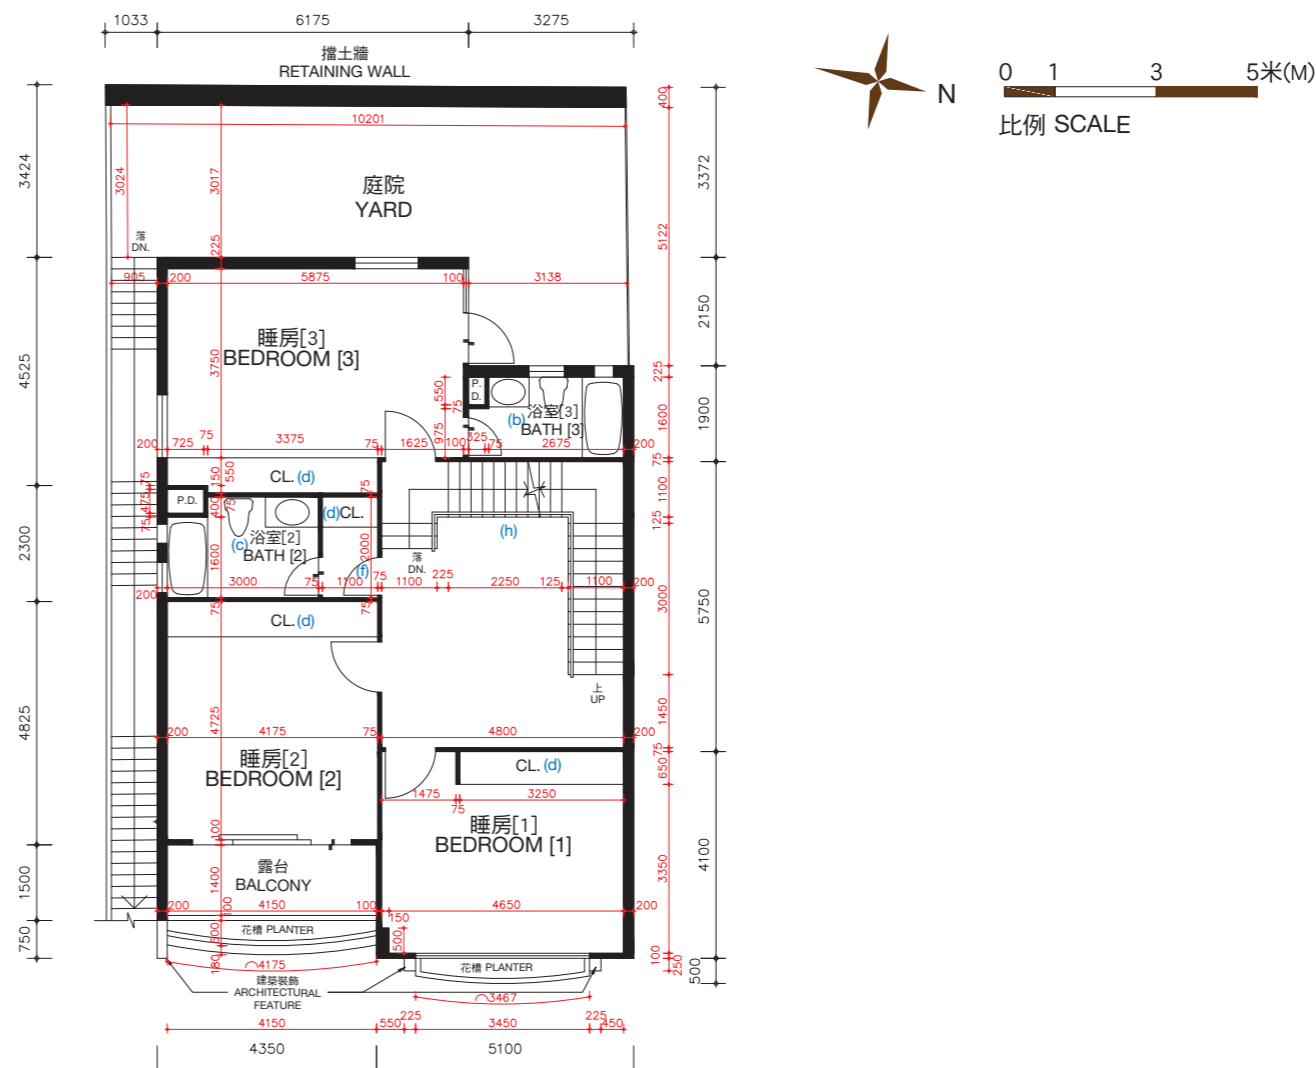 1033 6175 3275
擋土牆
RETAINING WALL
N
0 1 3 5米(M)
比例 SCALE
10201
400
3424
3024
3017
3372
庭院
YARD
5122
落
DN.
225
905 200 5875 100 3138
2150
睡房[3]
BEDROOM [3]
4525
3750
225
P.
D.
550
75
(b) 浴室[3]
BATH [3]
1600
1900
975
200 725 75 3375 75 1625 100 325 75 2675 200
75
75
150
550
CL. (d)
75
1100
P.D.
475
400
75
(d) CL.
75
125
(c) 浴室[2]
BATH [2]
(h)
2300
1600
2000
落
DN.
(f)
3000 75 1100 75 1100 225 2250 125 1100 200
200
75
75
3000
5750
CL. (d)
上
UP
4825
4725
1450
200 4175 75 4800 200
75
睡房[2]
BEDROOM [2]
CL. (d)
650
1475 3250
75
睡房[1]
BEDROOM [1]
100
3350
4100
露台
BALCONY
1500
1400
200 4150 100 4650 200
100
150
花槽 PLANTER
750
500
500
180
4175
花槽 PLANTER
100
250
500
建築裝飾
ARCHITECTURAL
FEATURE
3467
4150 550 225 3450 225 450
4350 5100